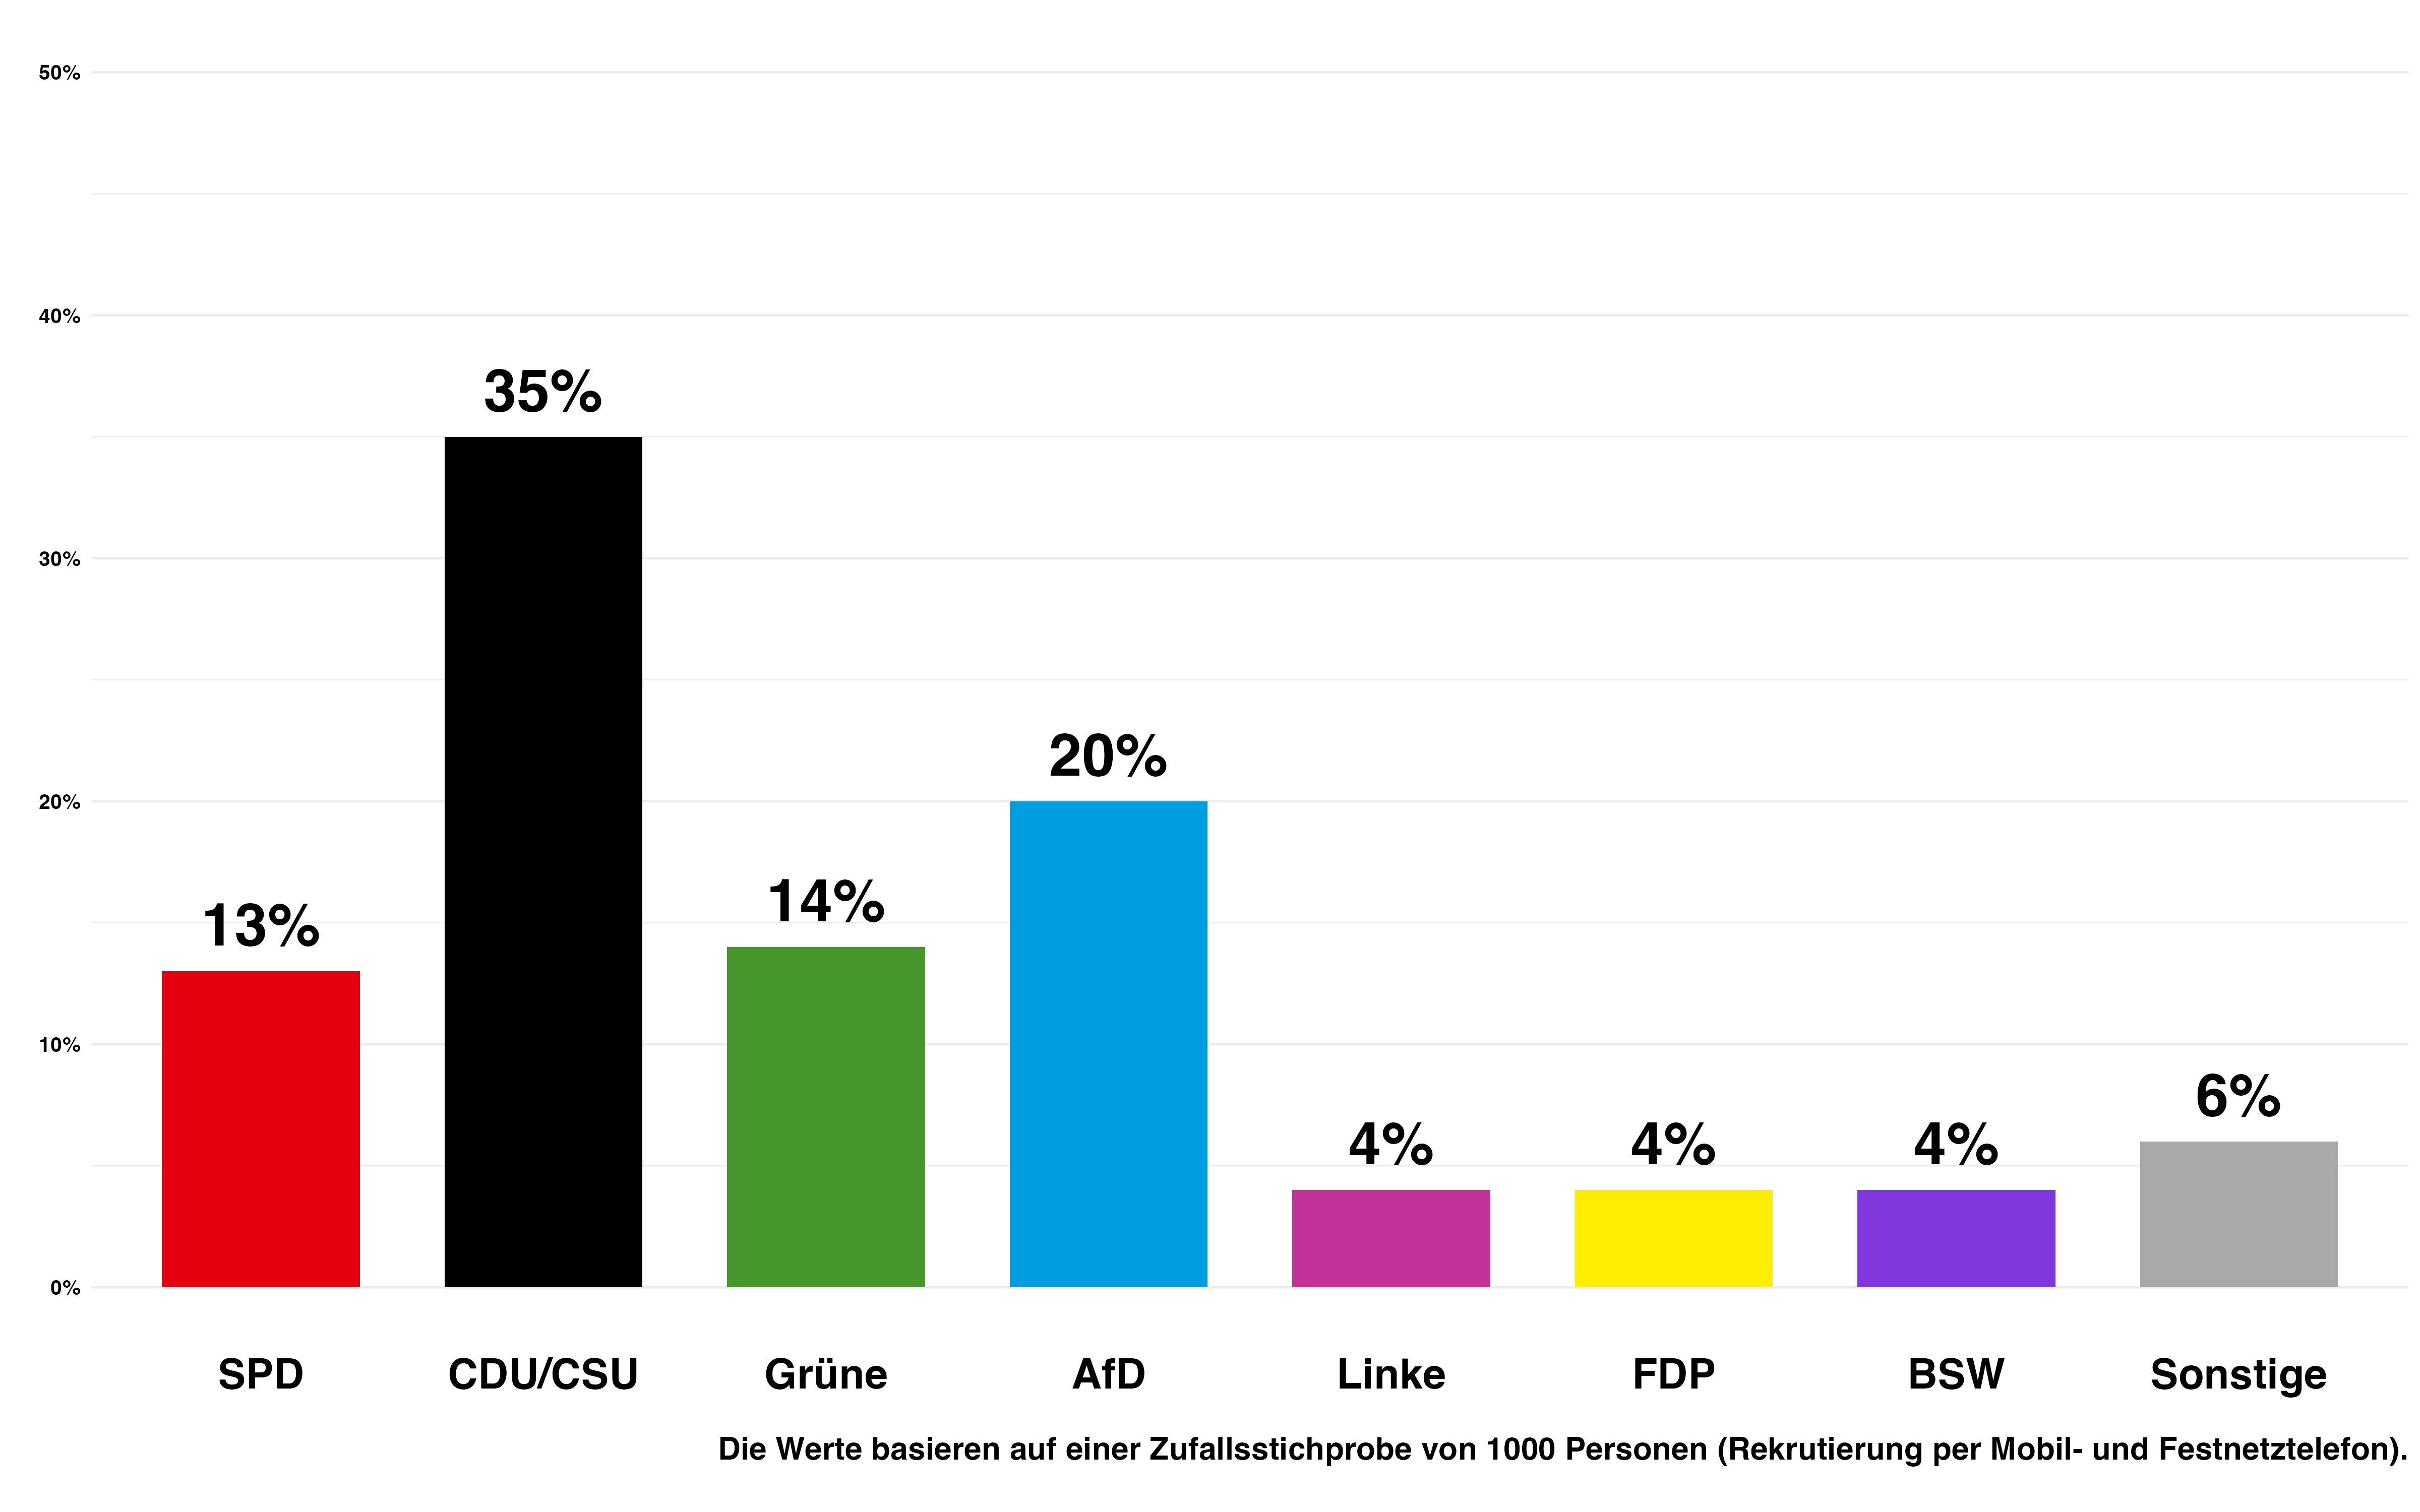 50%
40%
35%
30%
20%
20%
14%
13%
10%
6%
4%
4%
4%
0%
SPD
CDU/CSU
Grüne
AfD
Linke
FDP
BSW
Sonstige
Die Werte basieren auf einer Zufallsstichprobe von 1000 Personen (Rekrutierung per Mobil- und Festnetztelefon).